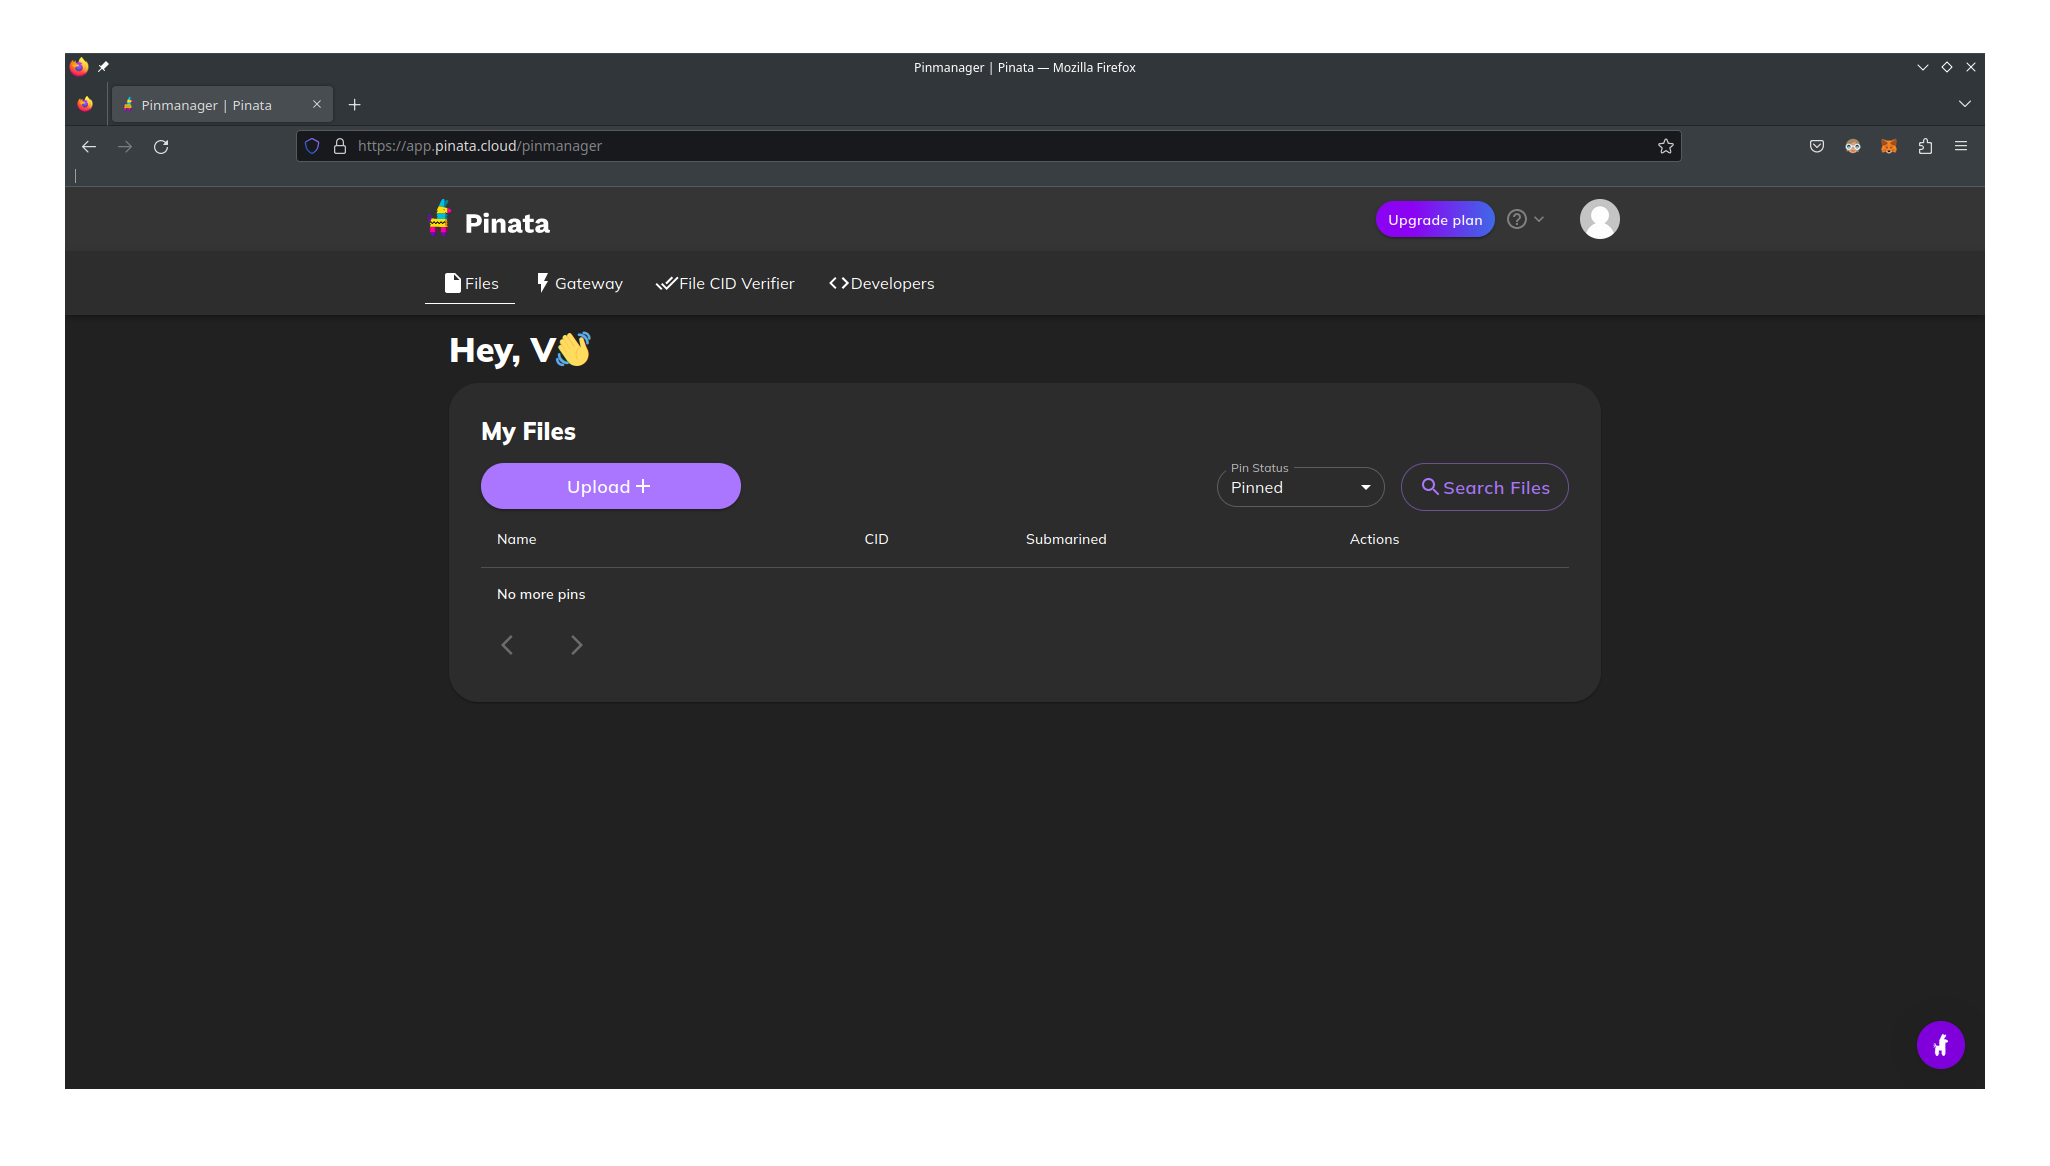 Pinmanager | Pinata — Mozilla Firefox
Pinmanager | Pinata
https://app.pinata.cloud/pinmanager
Pinata
Upgrade plan
Files
Gateway
File CID Verifier
Developers
Hey, V👋
My Files
Upload
Pin Status
Pinned
Search Files
Name CID Submarined Actions
No more pins